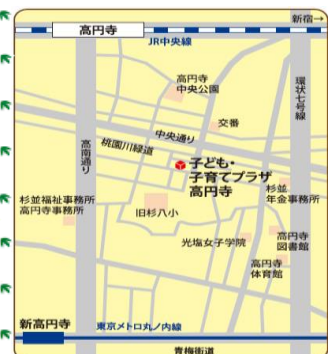 新宿→
高円寺
JR中央線
高円寺
中央公園
環状七号線
交番
中央通り
桃園川緑道
高南通り
子ども・
子育てプラザ
高円寺
杉並福祉事務所
高円寺事務所
旧杉八小
杉並
年金事務所
光塩女子学院
高円寺
図書館
高円寺
体育館
新高円寺
東京メトロ丸ノ内線
青梅街道